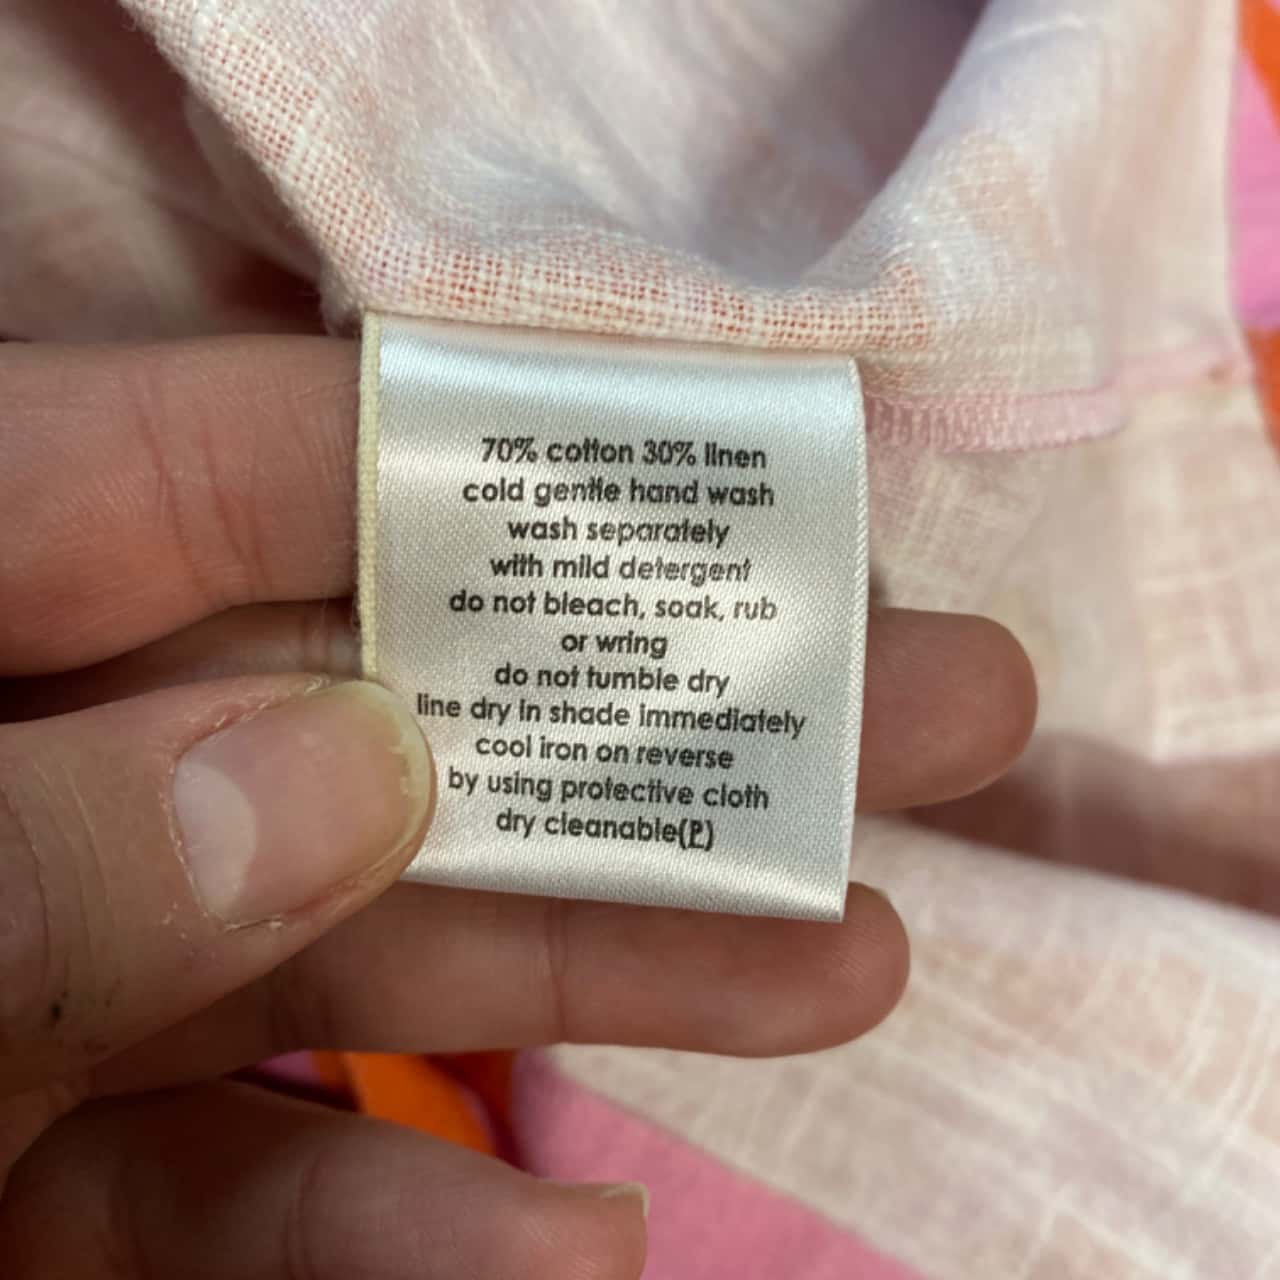 70% cotton 30% linen
cold gentle hand wash
wash separately
with mild detergent
do not bleach, soak, rub
or wring
do not tumble dry
line dry in shade immediately
cool iron on reverse
by using protective cloth
dry cleanable(P)